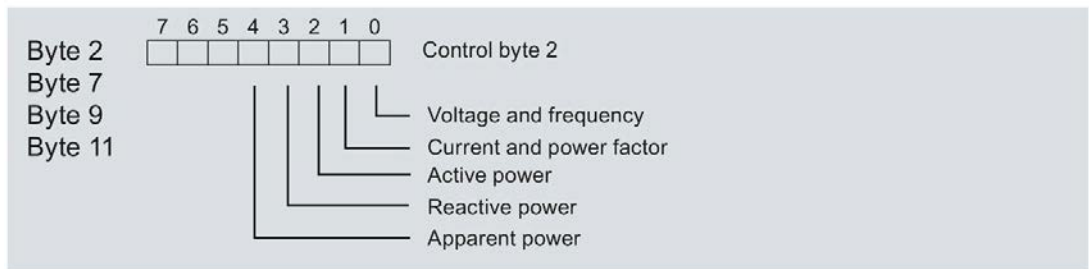 7 6 5 4 3 2 1 0
Byte 2 Control byte 2
Byte 7
Byte 9 Voltage and frequency
Byte 11 Current and power factor
Active power
Reactive power
Apparent power